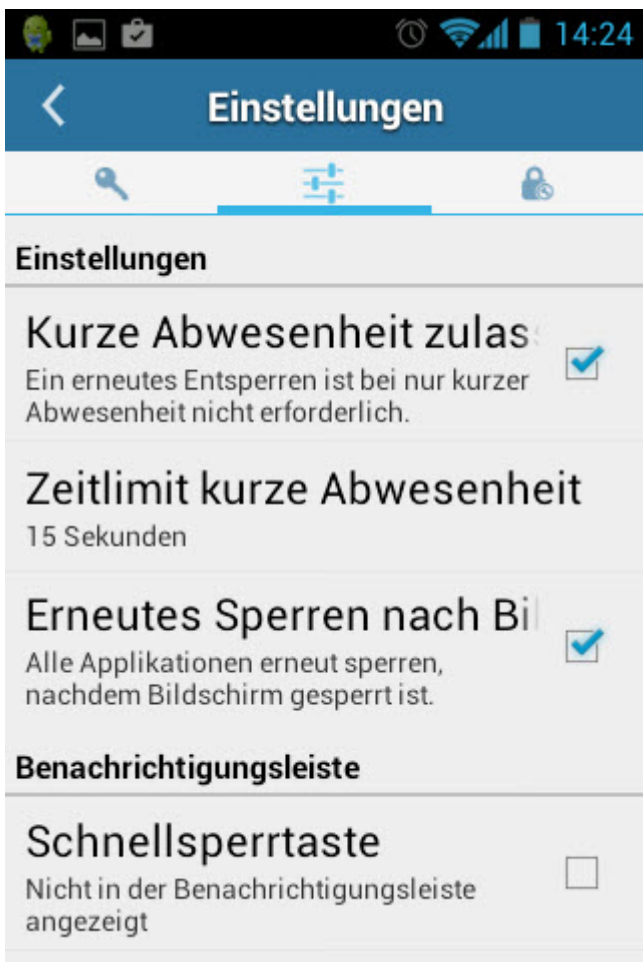 14:24
Einstellungen
Einstellungen
Kurze Abwesenheit zulas
Ein erneutes Entsperren ist bei nur kurzer
Abwesenheit nicht erforderlich.
Zeitlimit kurze Abwesenheit
15 Sekunden
Erneutes Sperren nach Bil
Alle Applikationen erneut sperren,
nachdem Bildschirm gesperrt ist.
Benachrichtigungsleiste
Schnellsperrtaste
Nicht in der Benachrichtigungsleiste
angezeigt